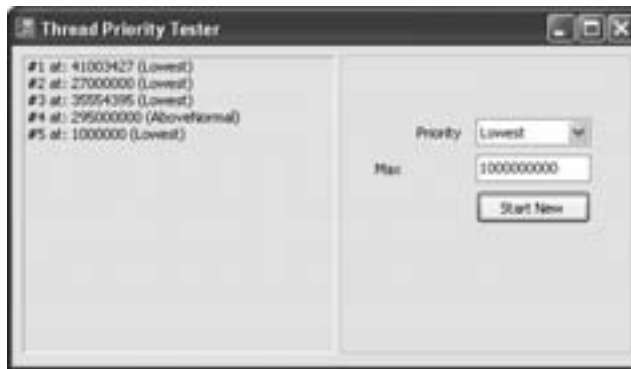 Thread Priority Tester
#1 at: 41003427 (Lowest)
#2 at: 27000000 (Lowest)
#3 at: 35554395 (Lowest)
#4 at: 295000000 (AboveNormal)
#5 at: 1000000 (Lowest)
Priority Lowest
Max 1000000000
Start New